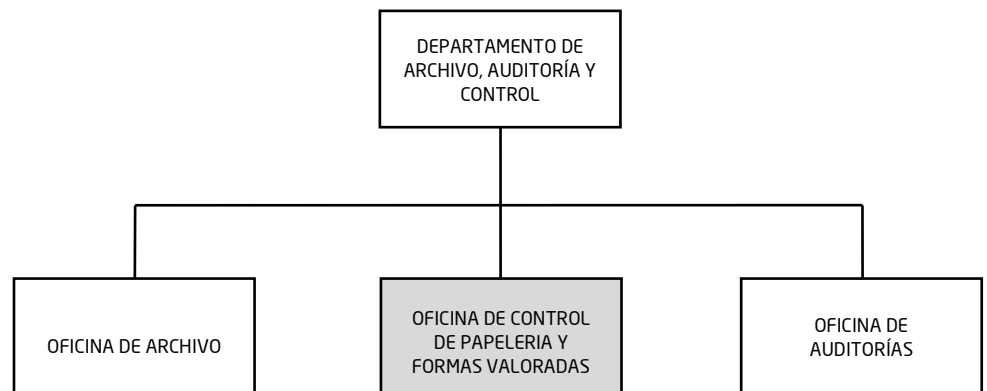 DEPARTAMENTO DE
ARCHIVO, AUDITORÍA Y
CONTROL
OFICINA DE ARCHIVO
OFICINA DE CONTROL
DE PAPELERIA Y
FORMAS VALORADAS
OFICINA DE
AUDITORÍAS